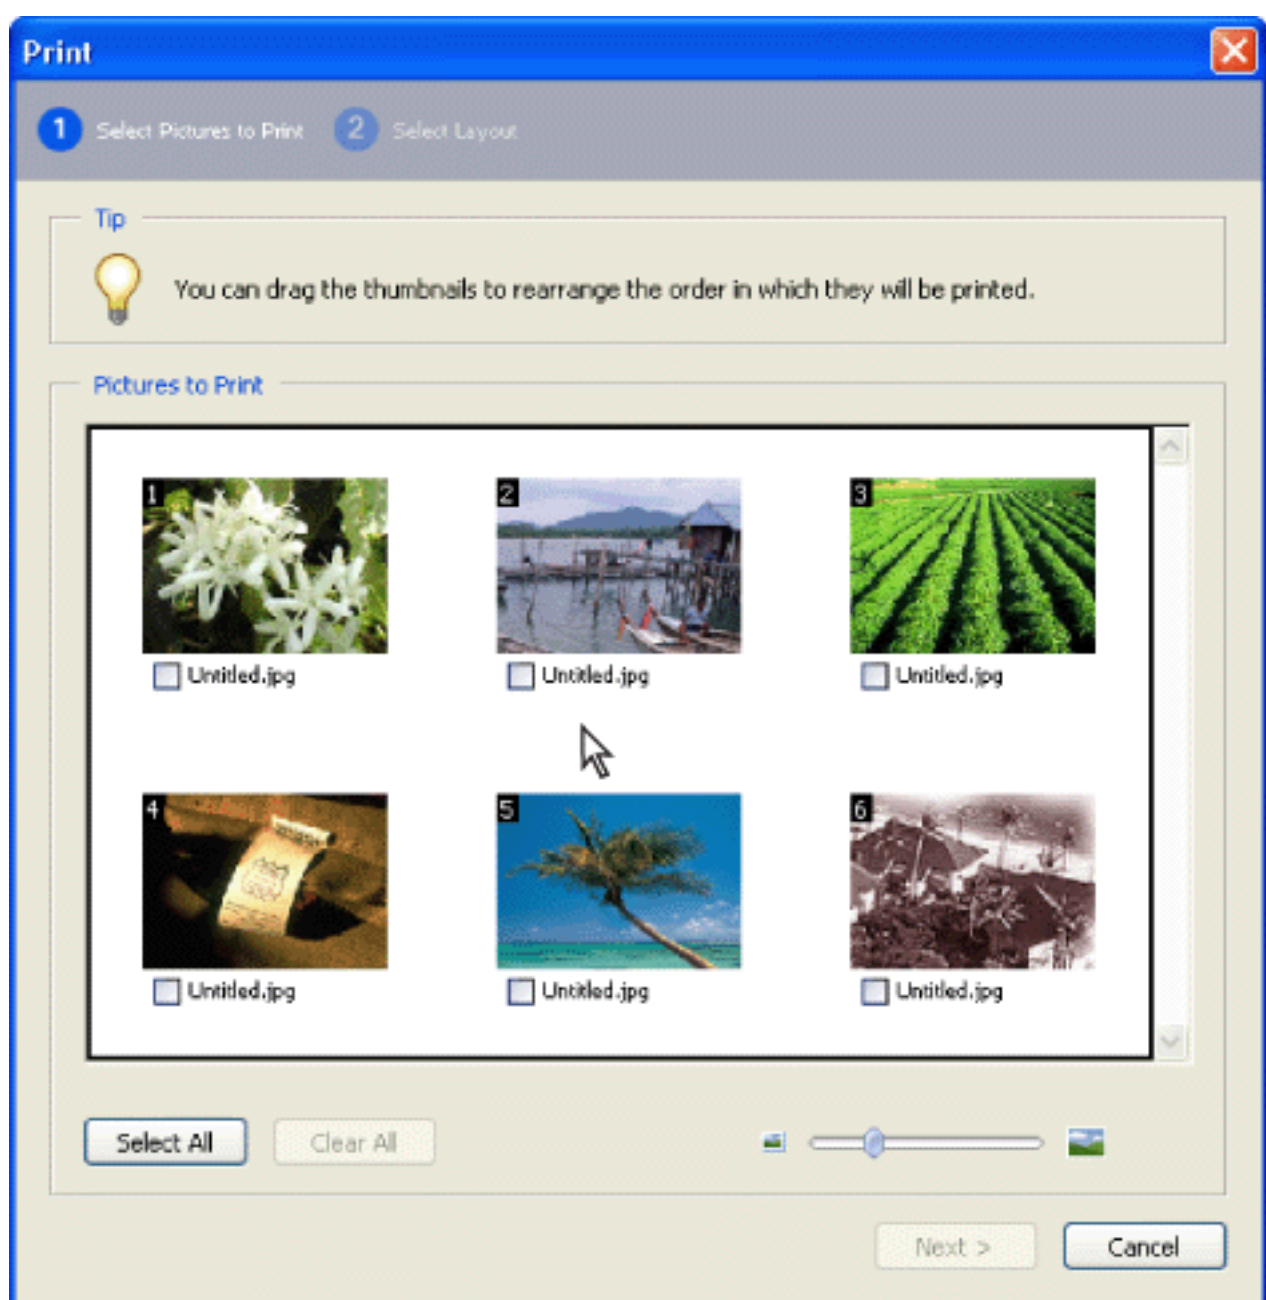 Print
1 Select Pictures to Print 2 Select Layout
Tip
You can drag the thumbnails to rearrange the order in which they will be printed.
Pictures to Print
1 2 3
Untitled.jpg Untitled.jpg Untitled.jpg
4 5 6
Untitled.jpg Untitled.jpg Untitled.jpg
Select All Clear All
Next > Cancel